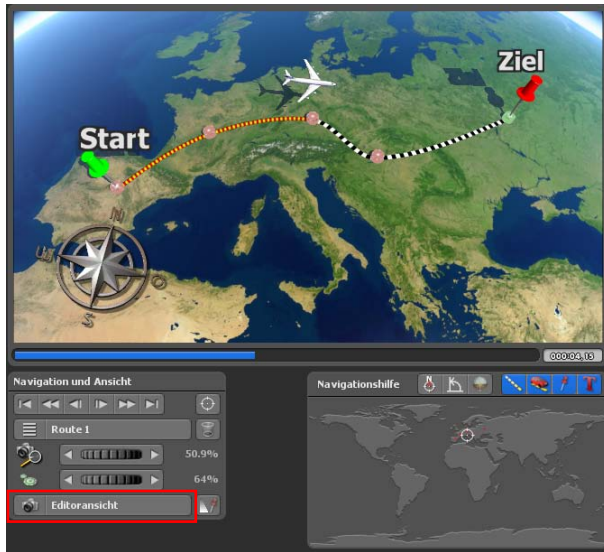 Ziel
Start
N
W
O
S
000:04,15
Navigation und Ansicht
Navigationshilfe
N
Route 1
50.9%
64%
Editoransicht